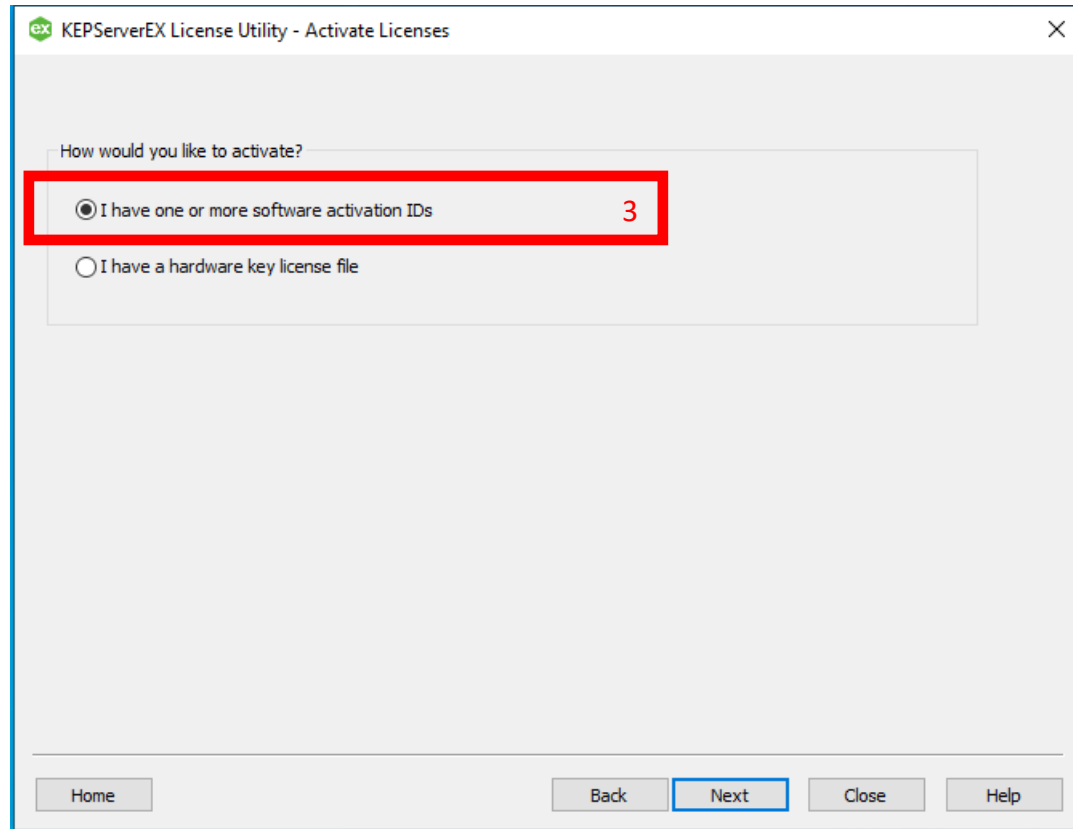 ex KEPServerEX License Utility - Activate Licenses
How would you like to activate?
I have one or more software activation IDs 3
I have a hardware key license file
Home Back Next Close Help